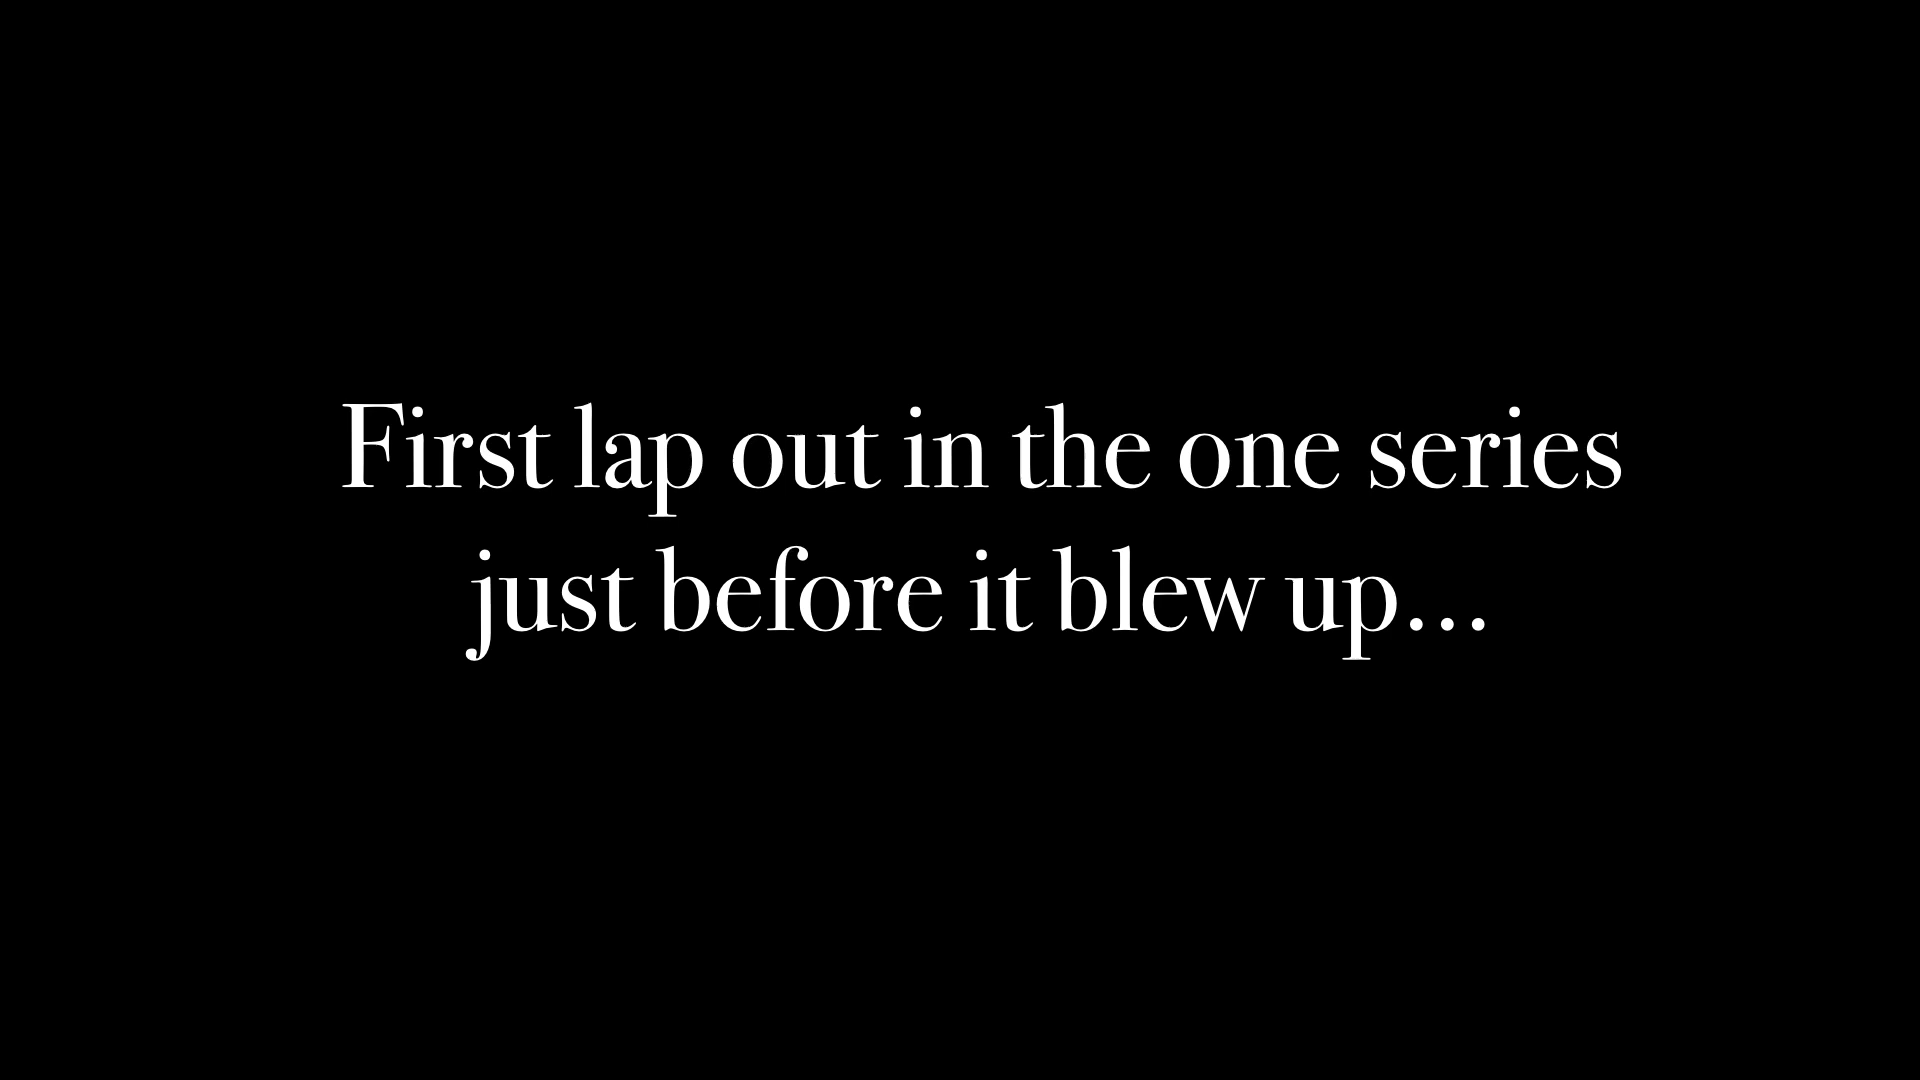 First lap out in the one series
just before it blew up...